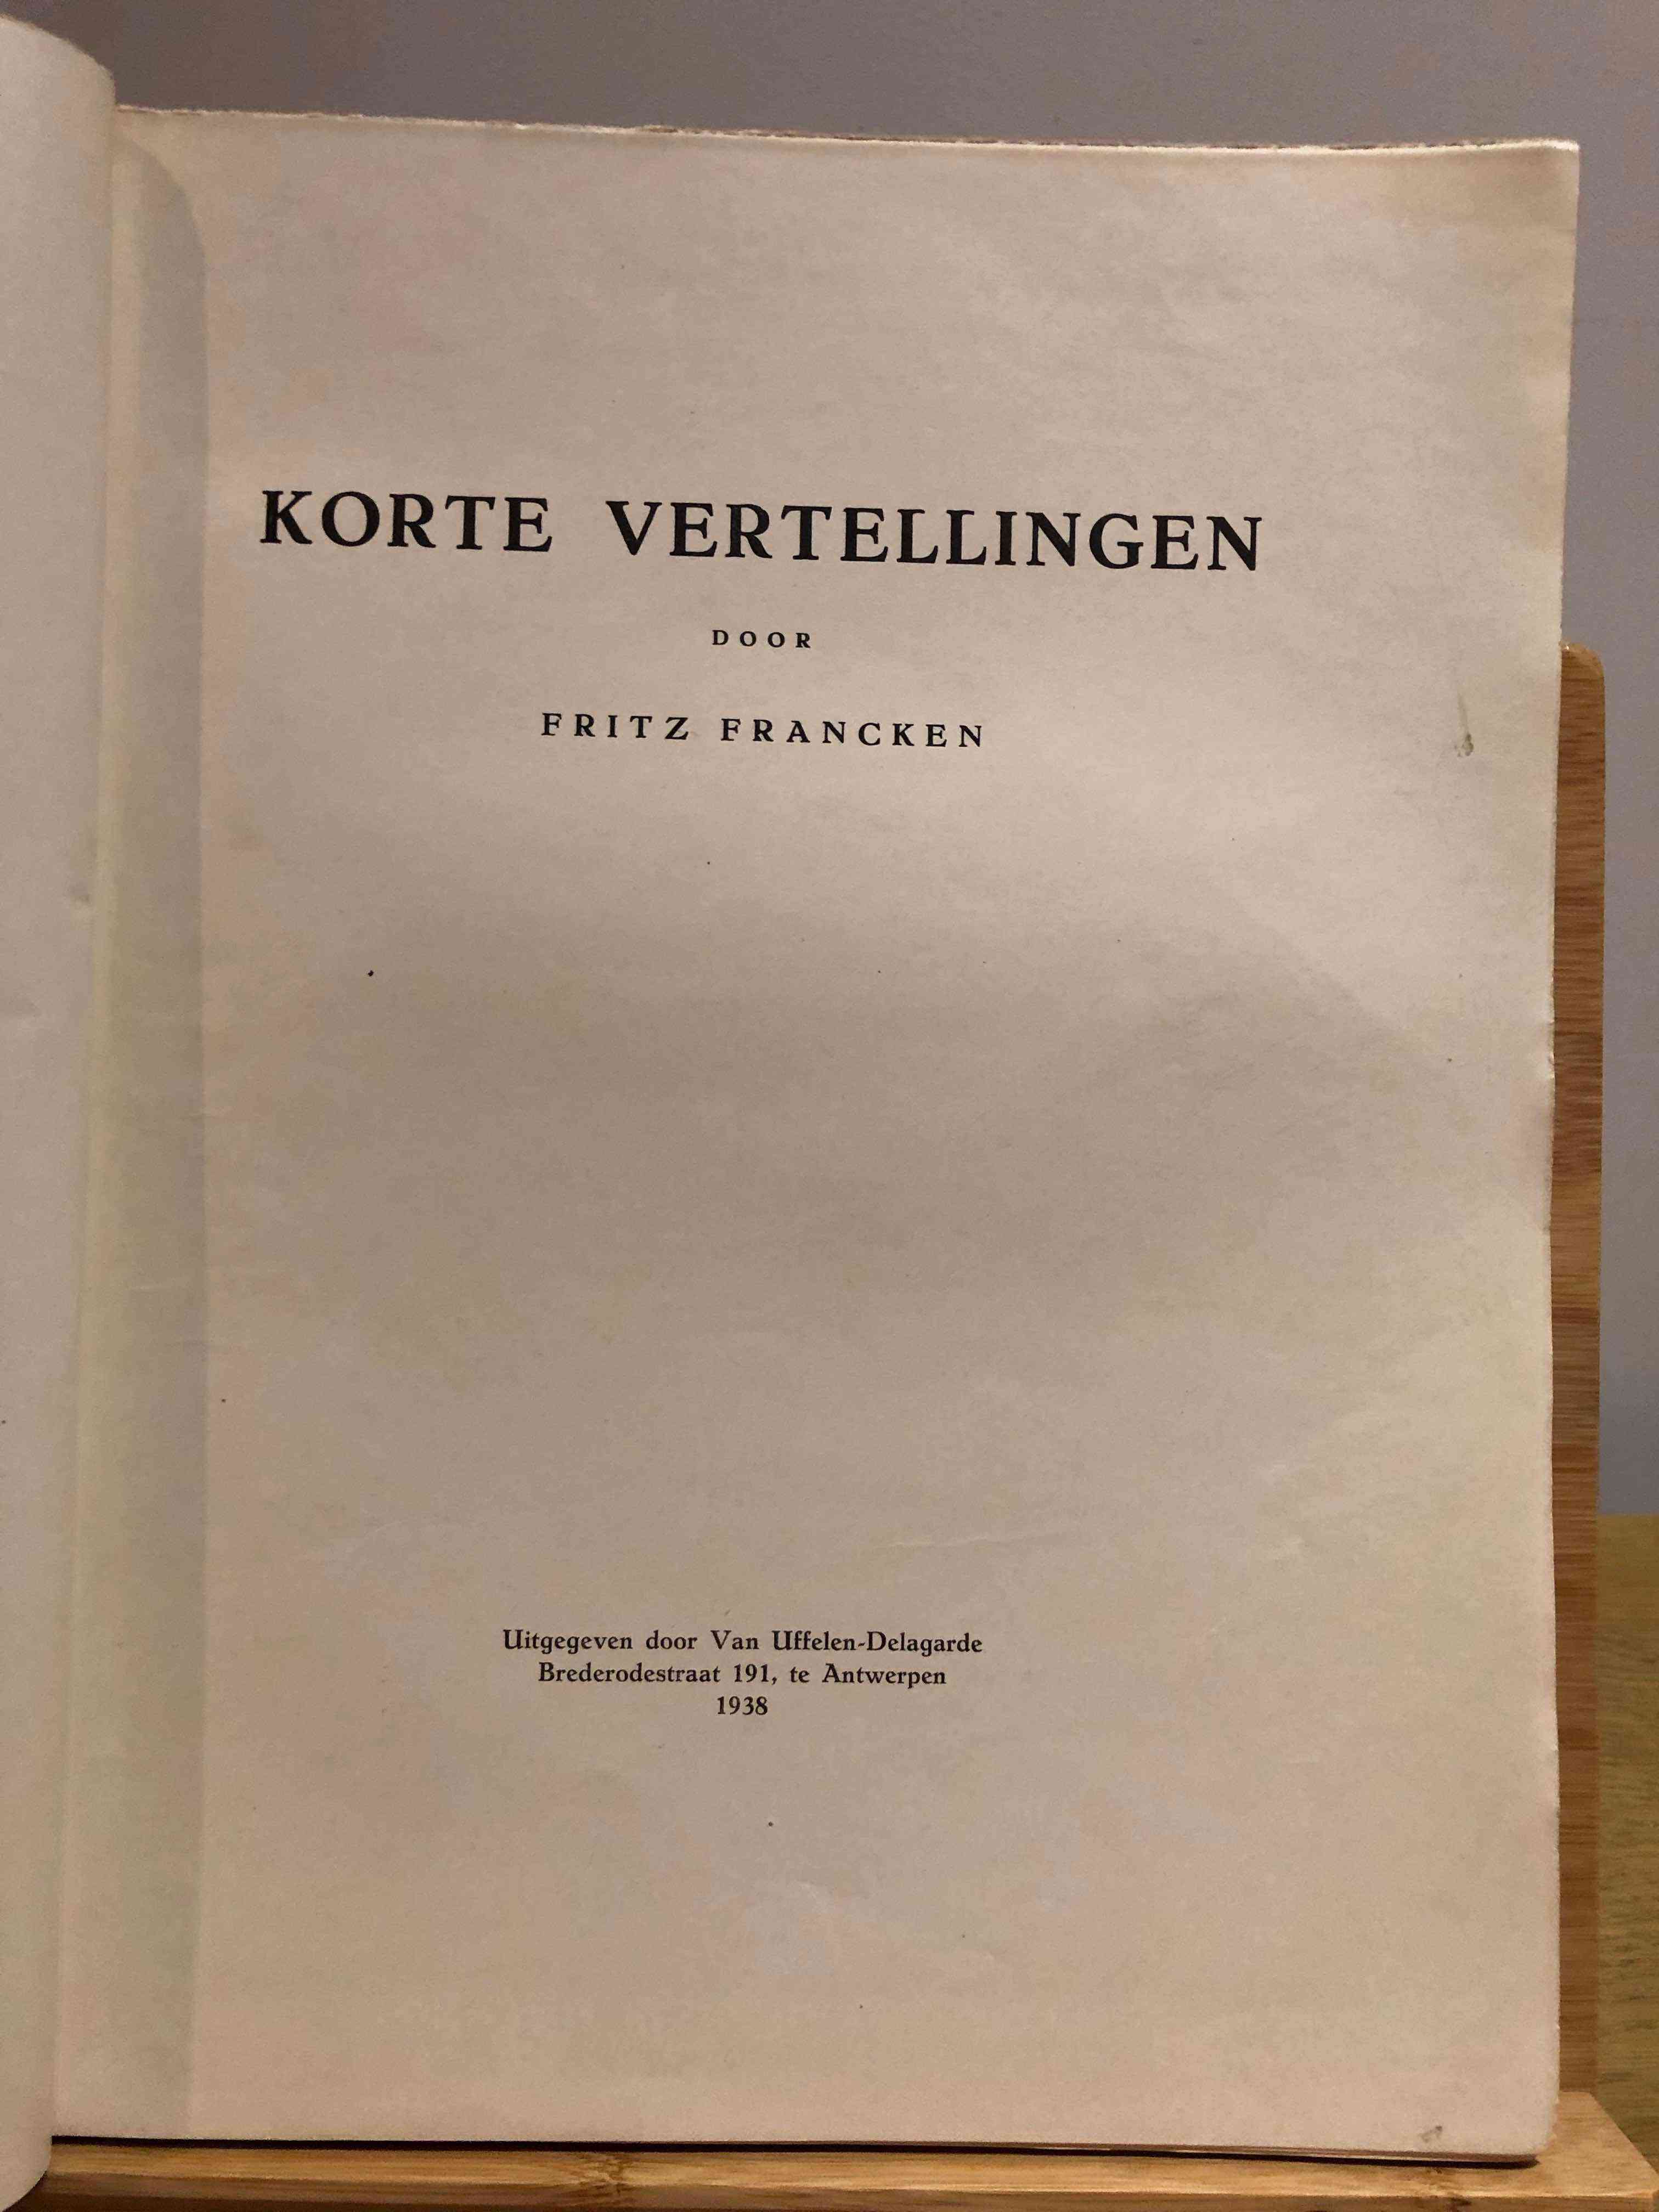 KORTE VERTELLINGEN
DOOR
FRITZ FRANCKEN
Uitgegeven door Van Uffelen-Delagarde
Brederodestraat 191, te Antwerpen
1938